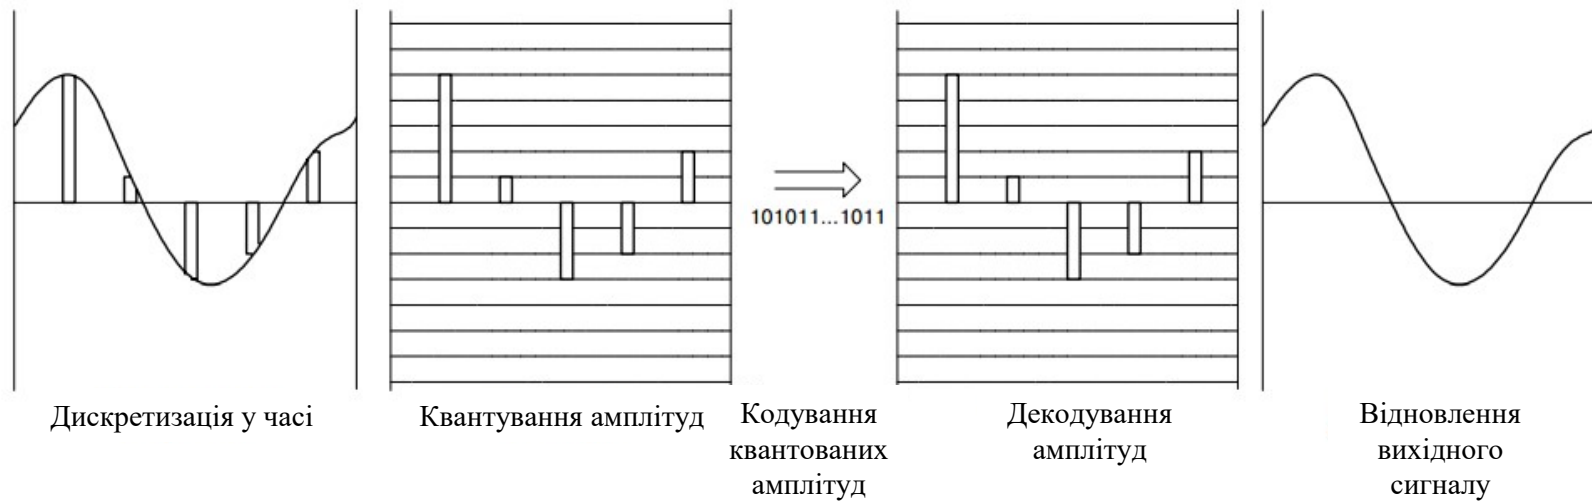 101011...1011
Дискретизація у часі
Квантування амплітуд
Кодування
квантованих
амплітуд
Декодування
амплітуд
Відновлення
вихідного
сигналу